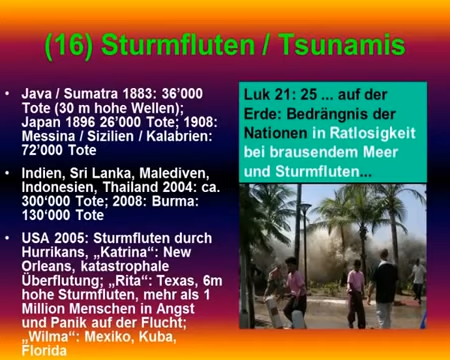 (16) Sturmfluten / Tsunamis
• Java / Sumatra 1883: 36’000
Tote (30 m hohe Wellen);
Japan 1896 26’000 Tote; 1908:
Messina / Sizilien / Kalabrien:
72’000 Tote
• Indien, Sri Lanka, Malediven,
Indonesien, Thailand 2004: ca.
300‘000 Tote; 2008: Burma:
130‘000 Tote
• USA 2005: Sturmfluten durch
Hurrikans, „Katrina“: New
Orleans, katastrophale
Überflutung; „Rita“: Texas, 6m
hohe Sturmfluten, mehr als 1
Million Menschen in Angst
und Panik auf der Flucht;
„Wilma“: Mexiko, Kuba,
Florida
Luk 21: 25 ... auf der
Erde: Bedrängnis der
Nationen in Ratlosigkeit
bei brausendem Meer
und Sturmfluten...